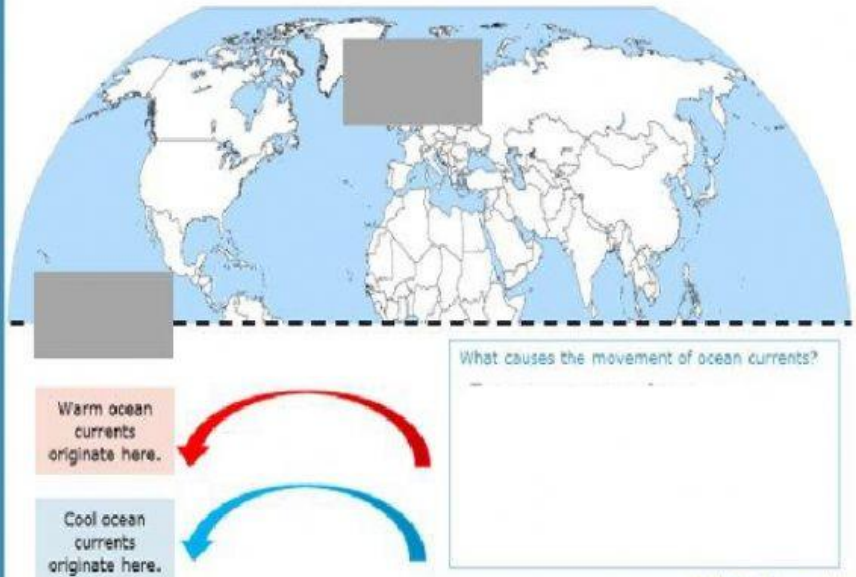 What causes the movement of ocean currents?
Warm ocean
currents
originate here.
Cool ocean
currents
originate here.